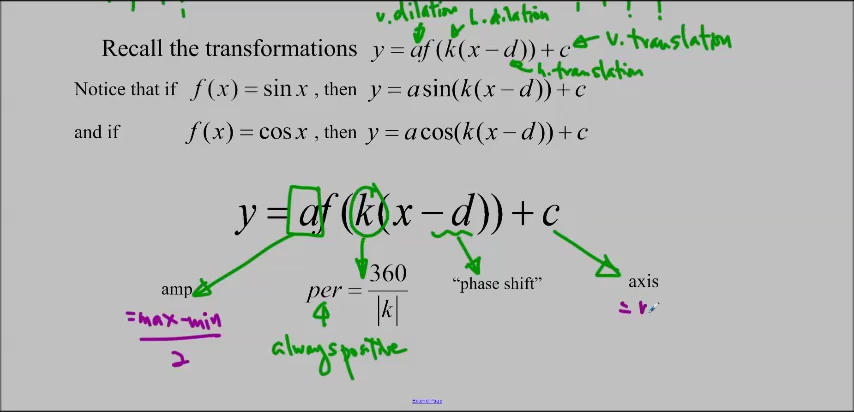 v. dilation h. dilation
Recall the transformations y = af(k(x − d)) + c v. translation
h. translation
Notice that if f(x) = sin x , then y = a sin(k(x − d)) + c
and if f(x) = cos x , then y = a cos(k(x − d)) + c
y = af(k(x − d)) + c
amp per = 360/|k| “phase shift” axis
= max - min / 2
=
always postive